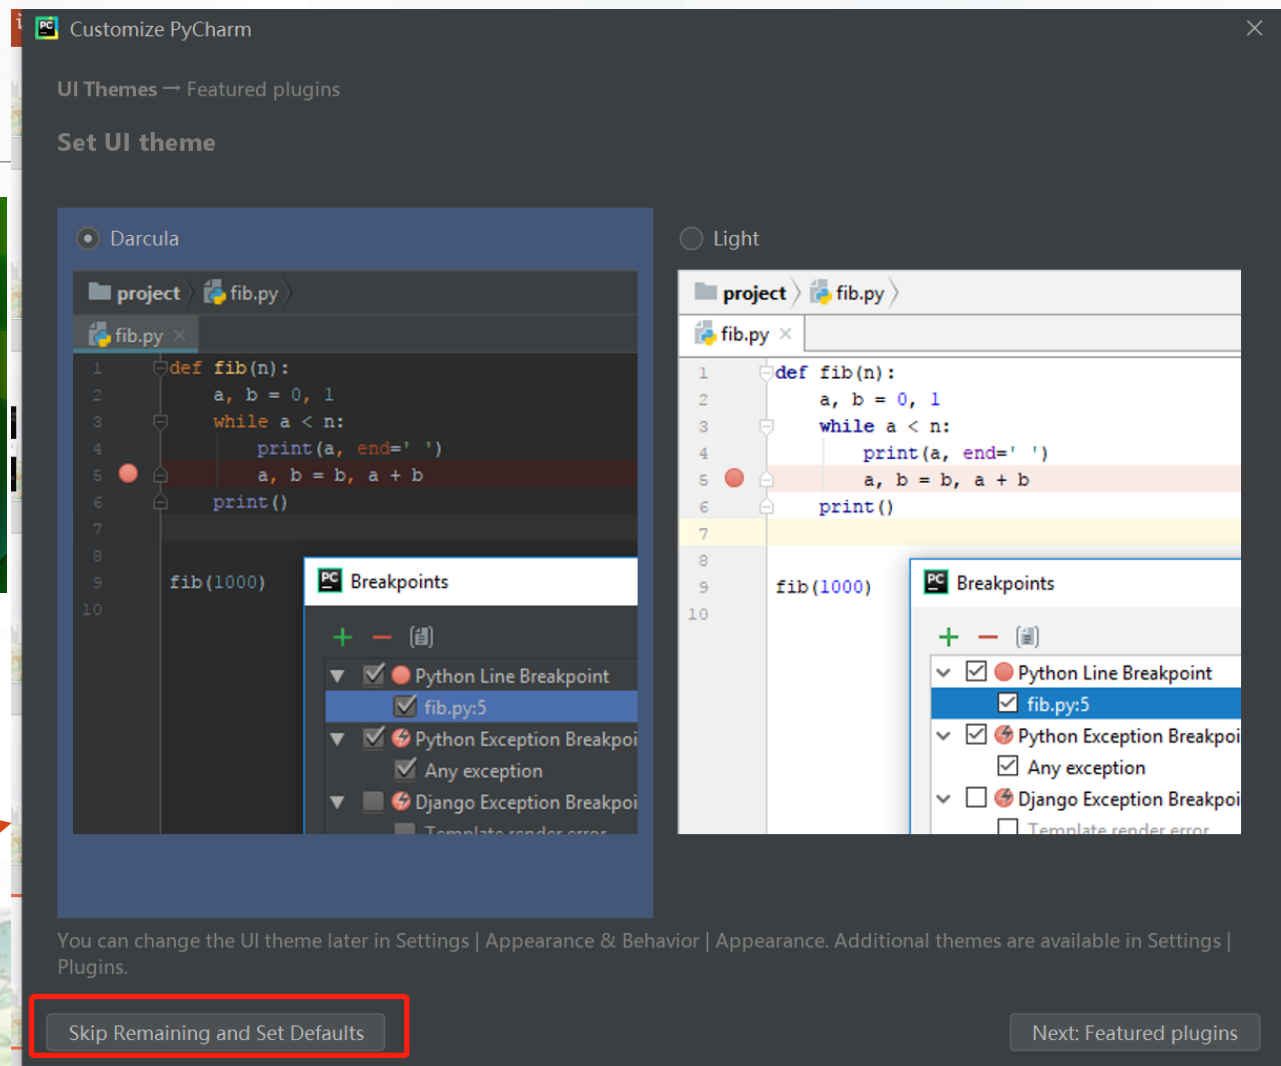 Customize PyCharm
UI Themes → Featured plugins
Set UI theme
Darcula
project
fib.py
fib.py
1 def fib(n):
2 a, b = 0, 1
3 while a < n:
4 print(a, end=' ')
5 a, b = b, a + b
6 print()
7
8
9 fib(1000)
10
Breakpoints
Python Line Breakpoint
fib.py:5
Python Exception Breakpoi
Any exception
Django Exception Breakpoi
Template render error
Light
project
fib.py
fib.py
1 def fib(n):
2 a, b = 0, 1
3 while a < n:
4 print(a, end=' ')
5 a, b = b, a + b
6 print()
7
8
9 fib(1000)
10
Breakpoints
Python Line Breakpoint
fib.py:5
Python Exception Breakpoi
Any exception
Django Exception Breakpoi
Template render error
You can change the UI theme later in Settings | Appearance & Behavior | Appearance. Additional themes are available in Settings |
Plugins.
Skip Remaining and Set Defaults
Next: Featured plugins